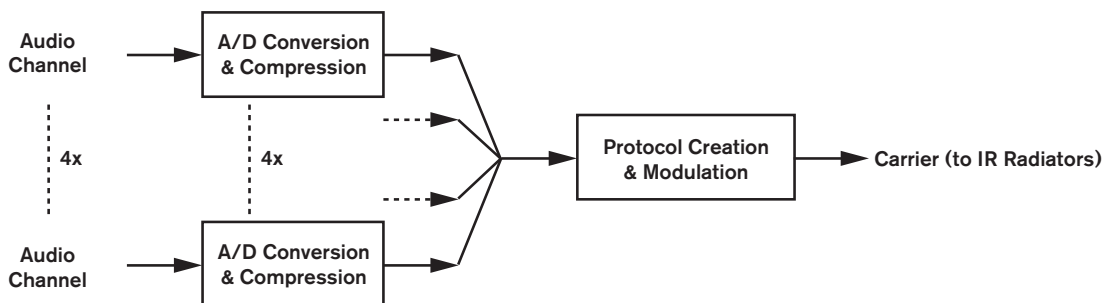 Audio
Channel
A/D Conversion
& Compression
4x
4x
Protocol Creation
& Modulation
Carrier (to IR Radiators)
Audio
Channel
A/D Conversion
& Compression